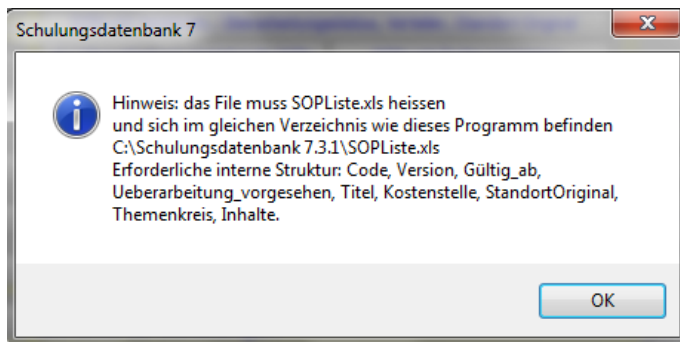 Schulungsdatenbank 7
Hinweis: das File muss SOPListe.xls heissen
und sich im gleichen Verzeichnis wie dieses Programm befinden
C:\Schulungsdatenbank 7.3.1\SOPListe.xls
Erforderliche interne Struktur: Code, Version, Gültig_ab,
Ueberarbeitung_vorgesehen, Titel, Kostenstelle, StandortOriginal,
Themenkreis, Inhalte.
OK